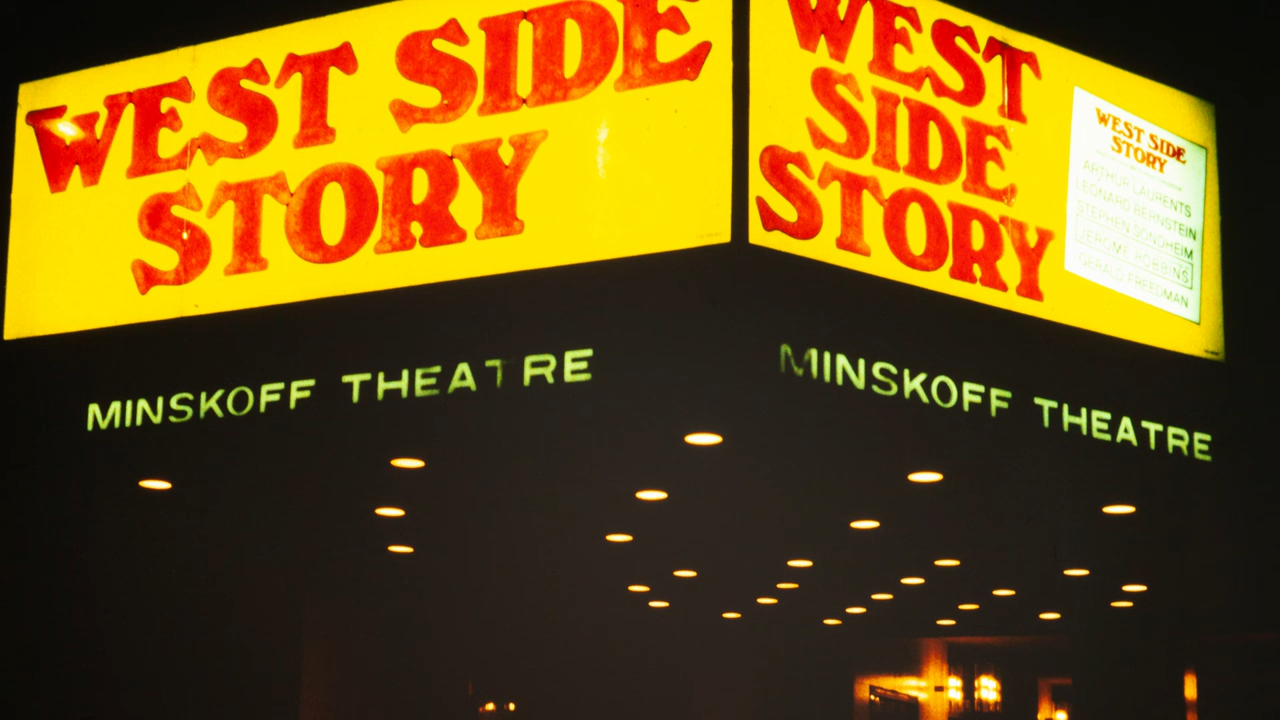 WEST SIDE
STORY
WEST
SIDE
STORY
WEST SIDE
STORY
ARTHUR LAURENTS
LEONARD BERNSTEIN
STEPHEN SONDHEIM
JEROME ROBBINS
GERALD FREEDMAN
MINSKOFF THEATRE
MINSKOFF THEATRE